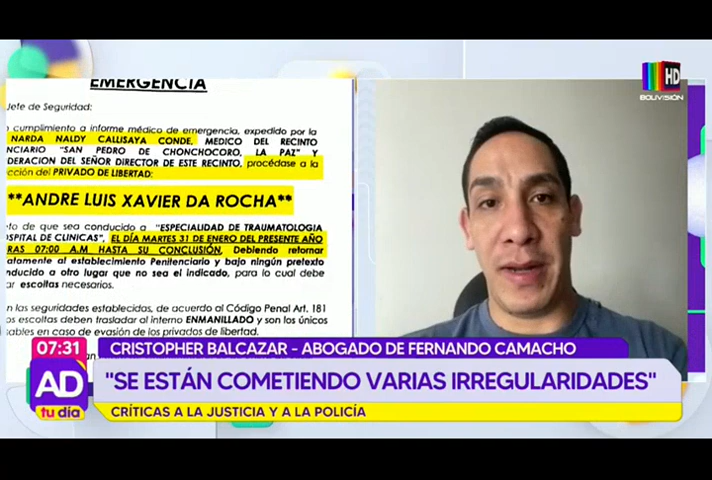 EMERGENCIA
Jefe de Seguridad:
cumplimiento a informe médico de emergencia, expedido por la
NARDA NALDY CALLISAYA CONDE, MEDICO DEL RECINTO
"SAN PEDRO DE CHONCHOCORO, LA PAZ" Y
DERACION DEL SEÑOR DIRECTOR DE ESTE RECINTO, procédase a la
cción del PRIVADO DE LIBERTAD:
**ANDRE LUIS XAVIER DA ROCHA**
to de que sea conducido a "ESPECIALIDAD DE TRAUMATOLOGIA
OSPITAL DE CLINICAS", EL DÍA MARTES 31 DE ENERO DEL PRESENTE AÑO
RAS 07:00 A.M HASTA SU CONCLUSIÓN, Debiendo retornar
atamente al establecimiento Penitenciario y bajo ningún pretexto
nducido a otro lugar que no sea el indicado, para lo cual debe
ar escoltas necesarios.
n las seguridades establecidas, de acuerdo al Código Penal Art. 181
os escoltas deben trasladar al interno ENMANILLADO y son los únicos
ables en caso de evasión de los privados de libertad.
HD
BOLIVISIÓN
07:31
CRISTOPHER BALCAZAR - ABOGADO DE FERNANDO CAMACHO
AD
tu día
"SE ESTÁN COMETIENDO VARIAS IRREGULARIDADES"
CRÍTICAS A LA JUSTICIA Y A LA POLICÍA